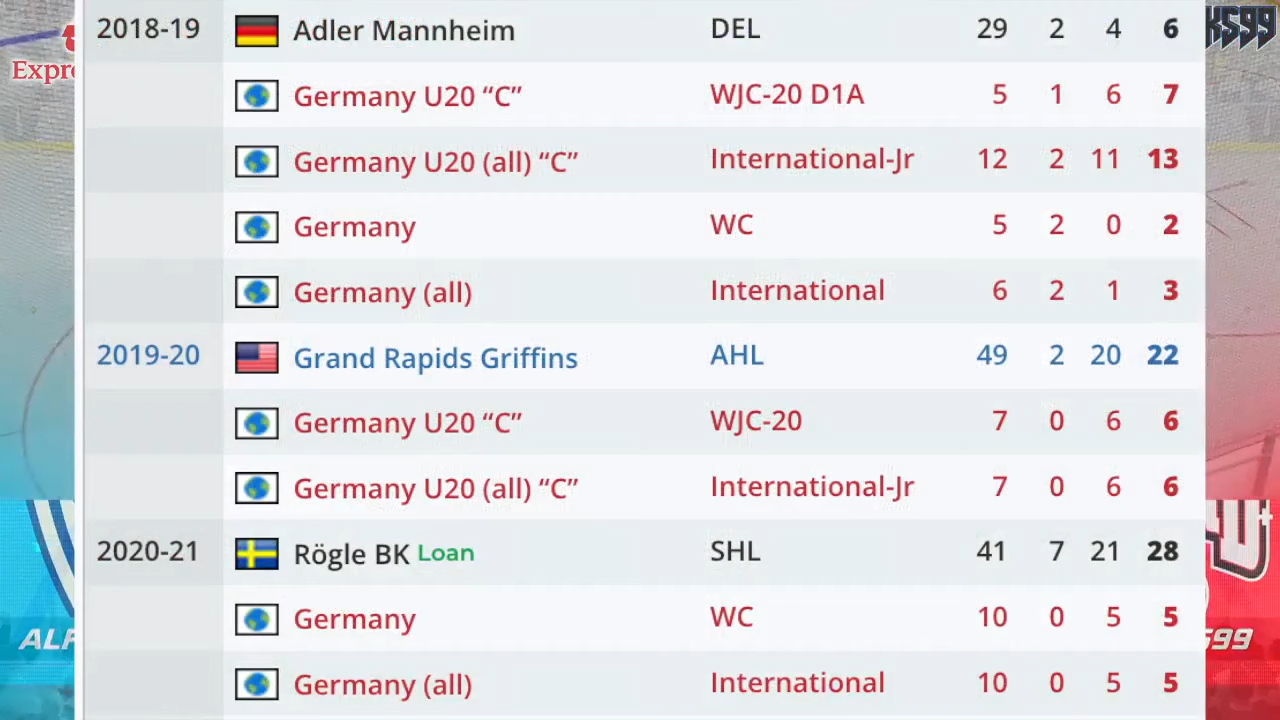 2018-19 Adler Mannheim DEL 29 2 4 6
Germany U20 “C” WJC-20 D1A 5 1 6 7
Germany U20 (all) “C” International-Jr 12 2 11 13
Germany WC 5 2 0 2
Germany (all) International 6 2 1 3
2019-20 Grand Rapids Griffins AHL 49 2 20 22
Germany U20 “C” WJC-20 7 0 6 6
Germany U20 (all) “C” International-Jr 7 0 6 6
2020-21 Rögle BK Loan SHL 41 7 21 28
Germany WC 10 0 5 5
Germany (all) International 10 0 5 5